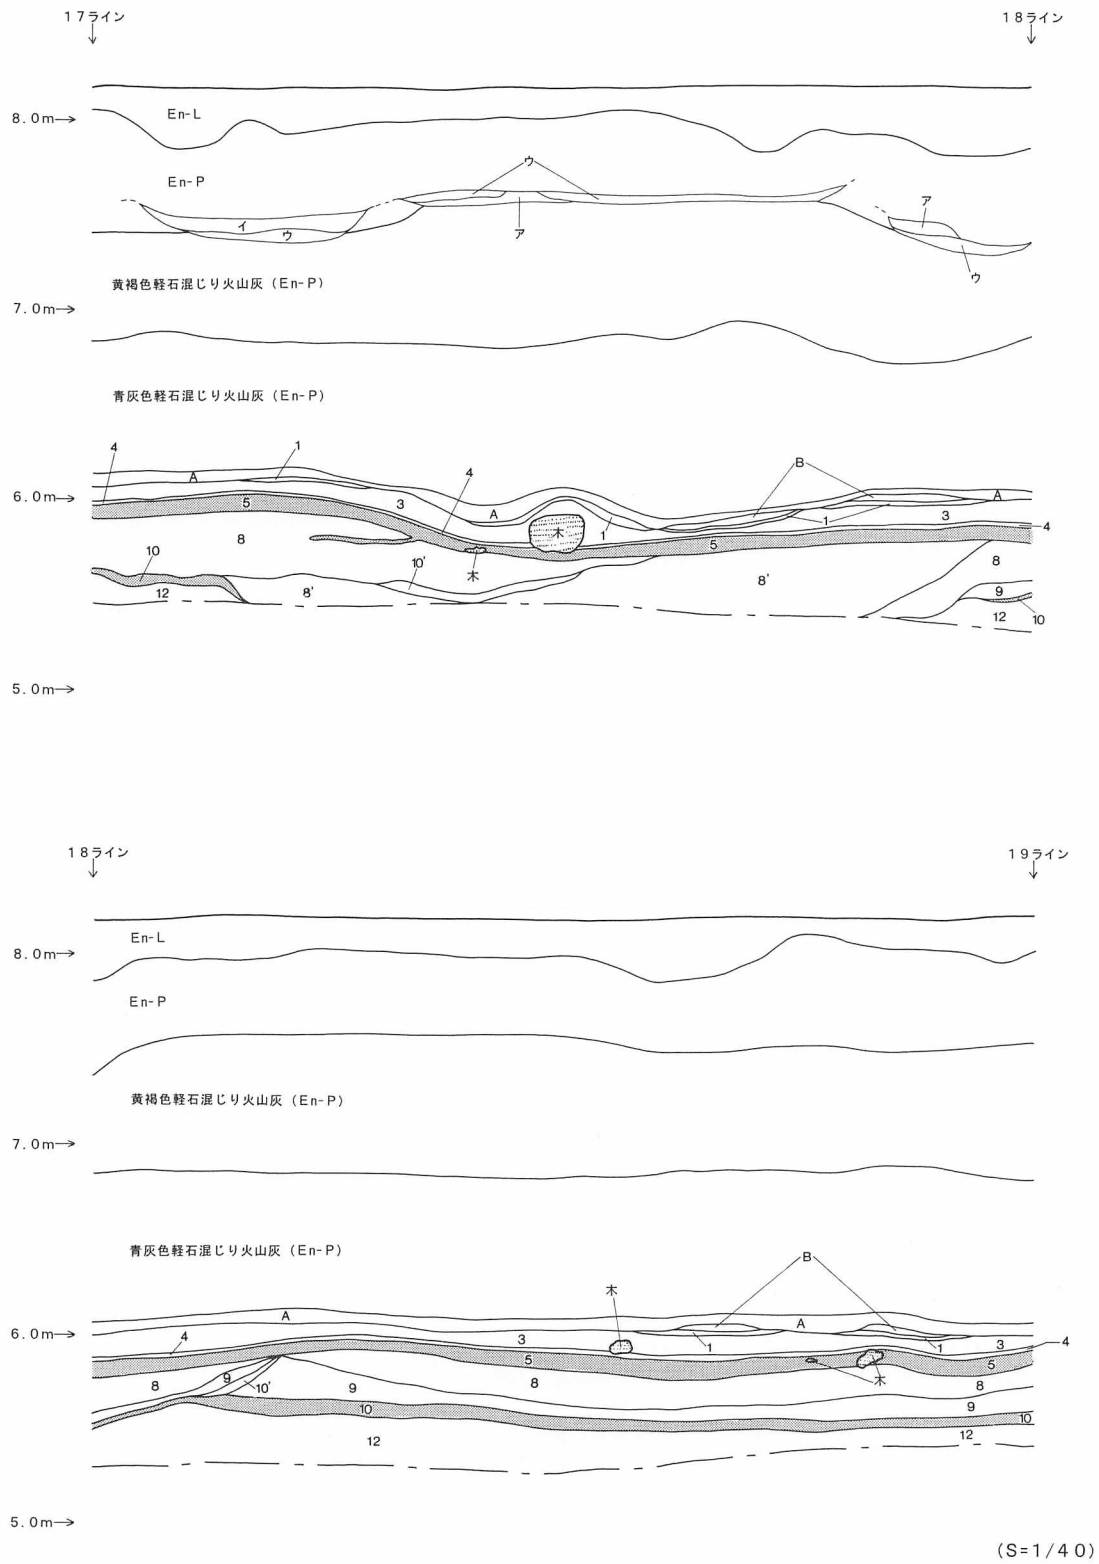 17ライン 18ライン
8.0m→
En-L
ウ
En-P
ア
イ
ウ
ア
ウ
黄褐色軽石混じり火山灰(En-P)
7.0m→
青灰色軽石混じり火山灰(En-P)
4 1 4 B
A A
6.0m→
5 3 A 木 1 1 3 4
8 5 8
10 木 10' 8'
12 8' 9
12 10
5.0m→
18ライン 19ライン
En-L
8.0m→
En-P
黄褐色軽石混じり火山灰(En-P)
7.0m→
青灰色軽石混じり火山灰(En-P)
B
木
A A
6.0m→
4 3 1 1 3 4
5 5
8 9 10' 9 8 木 8
10 9
10
12 12
5.0m→
(S=1/40)